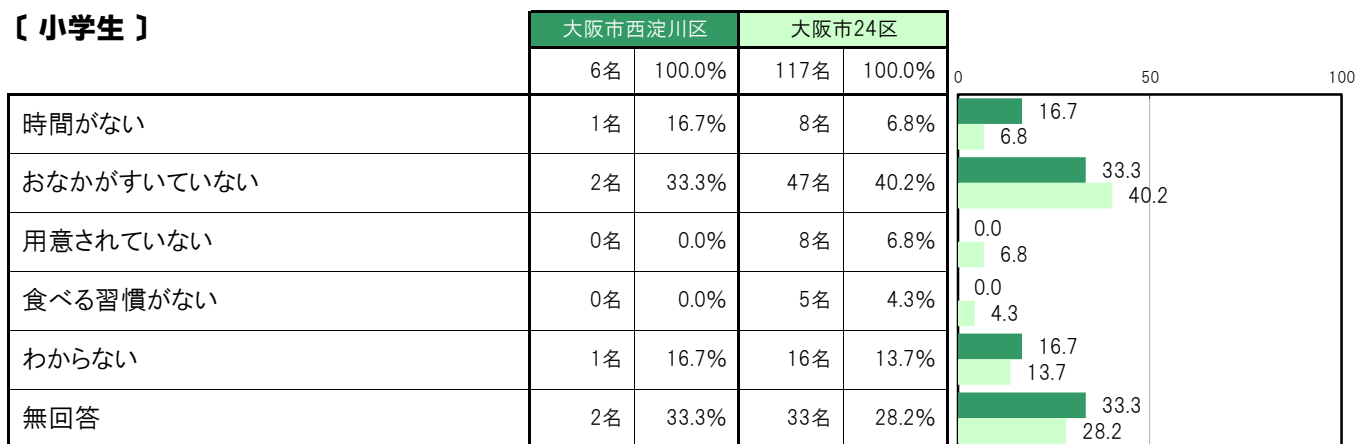 〔 小学生 〕
大阪市西淀川区 大阪市24区
6名 100.0% 117名 100.0% 0 50 100
時間がない 1名 16.7% 8名 6.8% 16.7
6.8
おなかがすいていない 2名 33.3% 47名 40.2% 33.3
40.2
用意されていない 0名 0.0% 8名 6.8% 0.0
6.8
食べる習慣がない 0名 0.0% 5名 4.3% 0.0
4.3
わからない 1名 16.7% 16名 13.7% 16.7
13.7
無回答 2名 33.3% 33名 28.2% 33.3
28.2